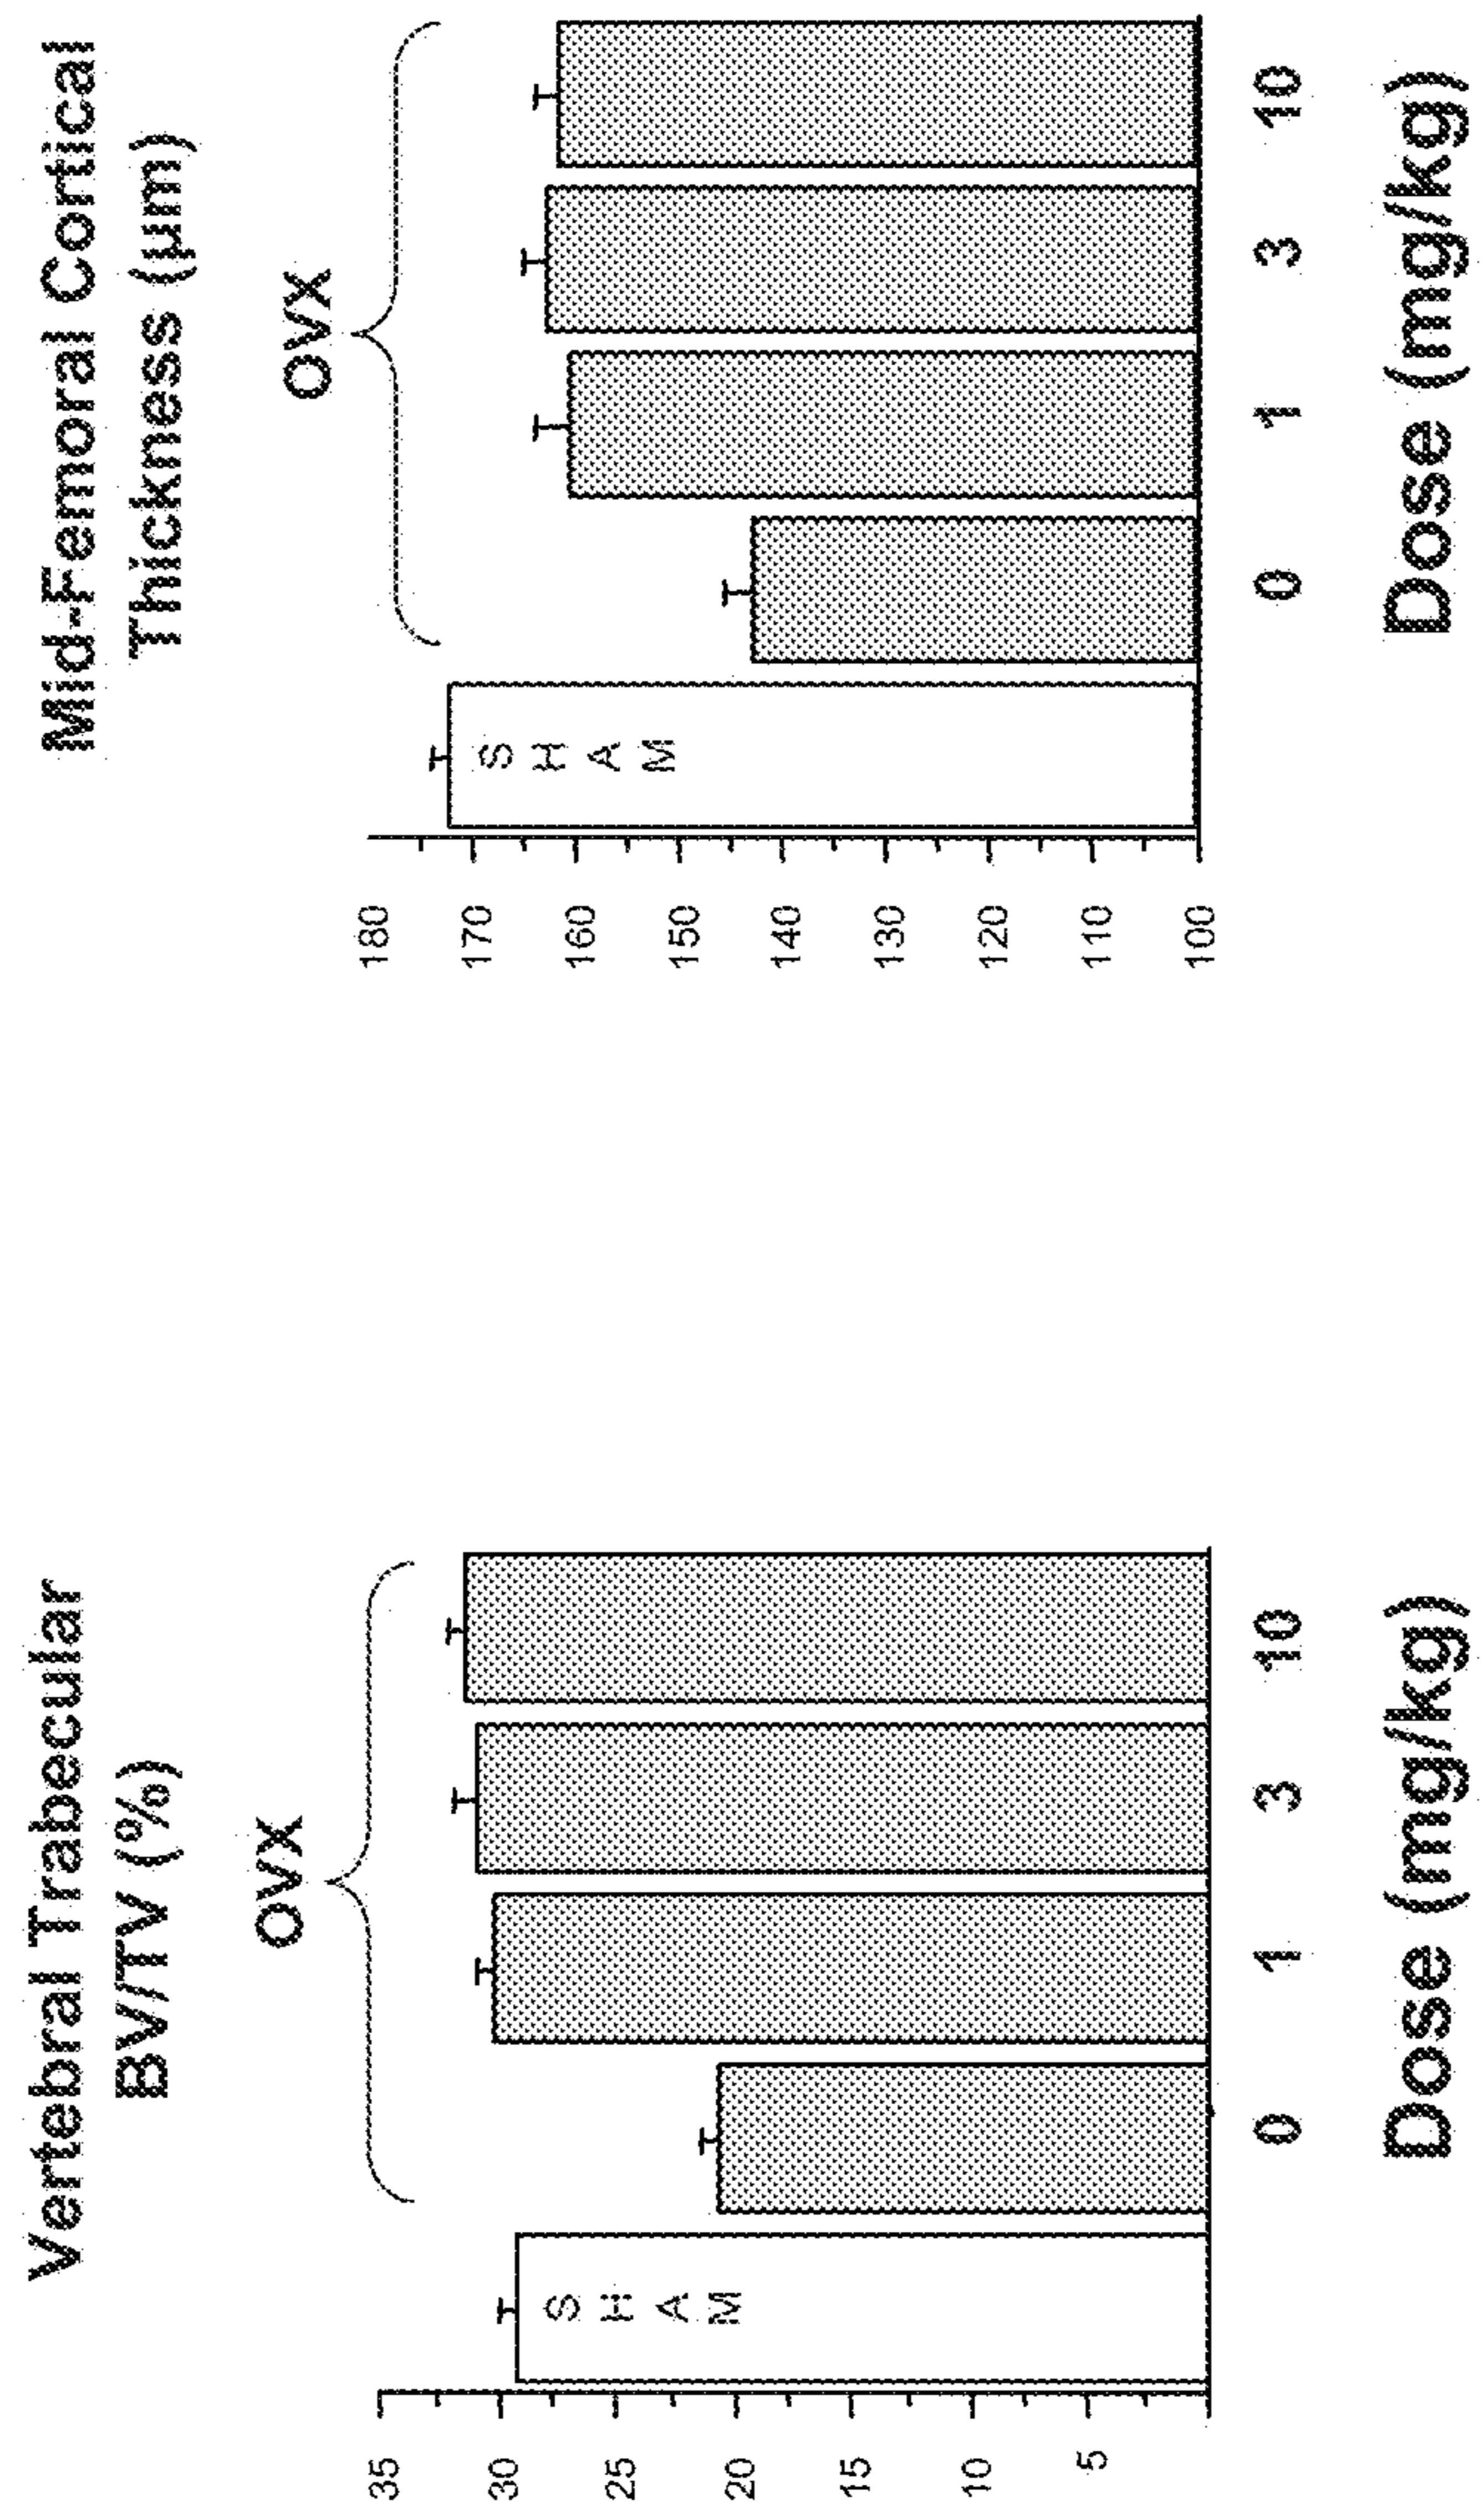 Vertebral Trabecular
BV/TV (%)
OVX
35
30
25
20
15
10
5
S
H
A
M
0 1 3 10
Dose (mg/kg)
Mid-Femoral Cortical
Thickness (µm)
OVX
180
170
160
150
140
130
120
110
100
S
H
A
M
0 1 3 10
Dose (mg/kg)